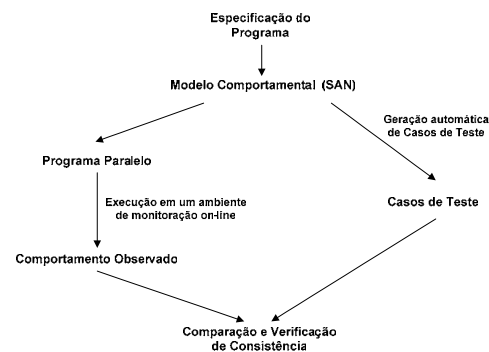 Especificação do
Programa
Modelo Comportamental (SAN)
Geração automática
de Casos de Teste
Programa Paralelo
Execução em um ambiente
de monitoração on-line
Casos de Teste
Comportamento Observado
Comparação e Verificação
de Consistência